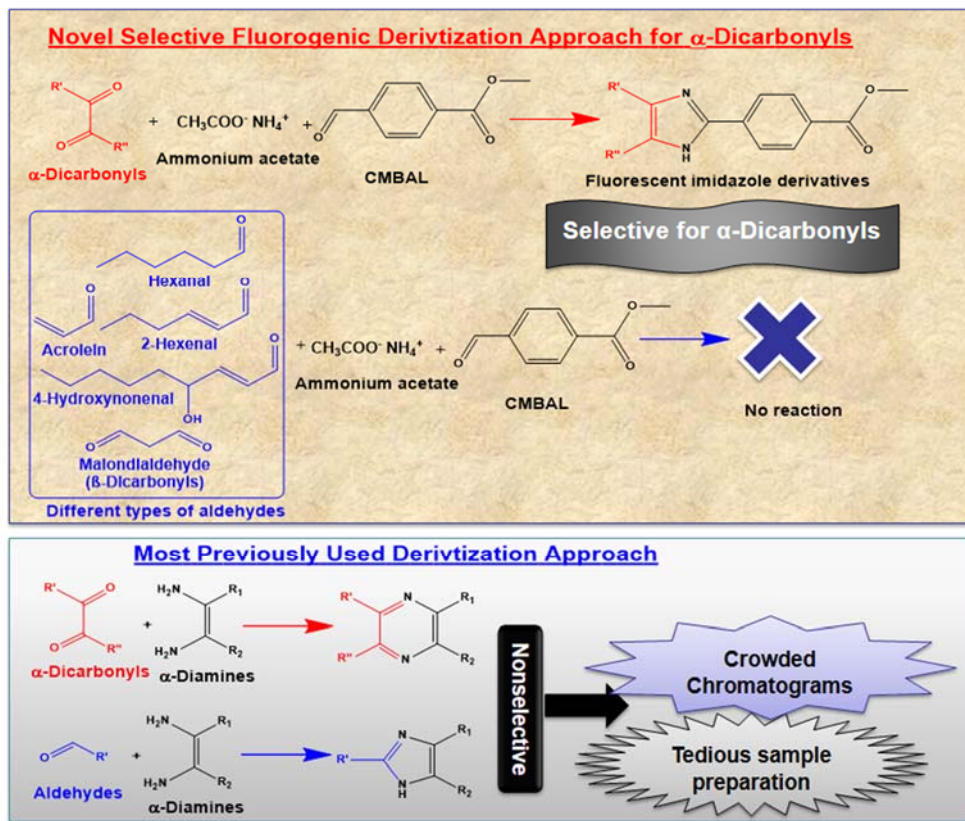 Novel Selective Fluorogenic Derivtization Approach for α-Dicarbonyls
R' O
O R"
α-Dicarbonyls
+
CH₃COO⁻ NH₄⁺
Ammonium acetate
+
O O O
CMBAL
R' R" N N H O O
Fluorescent imidazole derivatives
Selective for α-Dicarbonyls
O
Hexanal
O
Acrolein
O
2-Hexenal
O
4-Hydroxynonenal
OH
O O
Malondialdehyde
(ß-Dicarbonyls)
Different types of aldehydes
+ CH₃COO⁻ NH₄⁺ +
Ammonium acetate
O O O
CMBAL
No reaction
Most Previously Used Derivtization Approach
R' O
O R"
α-Dicarbonyls
+
H₂N R₁
H₂N R₂
α-Diamines
R' N R₁
R" N R₂
O R'
Aldehydes
+
H₂N R₁
H₂N R₂
α-Diamines
R' N R₁
N H R₂
Nonselective
Crowded
Chromatograms
Tedious sample
preparation